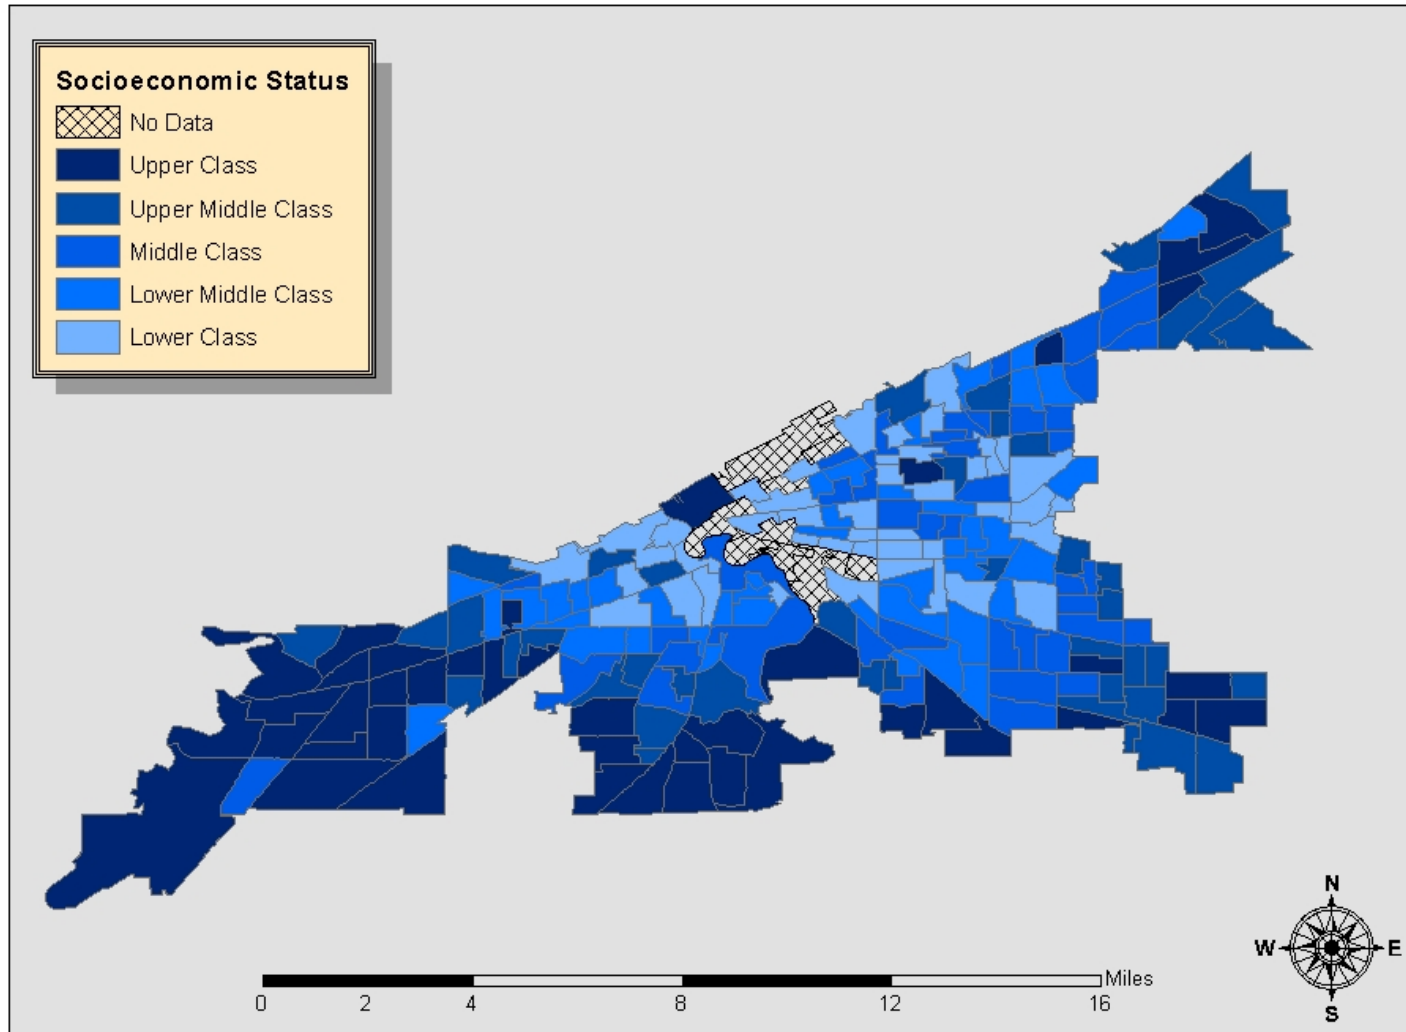 Socioeconomic Status
No Data
Upper Class
Upper Middle Class
Middle Class
Lower Middle Class
Lower Class
N
W E
S
Miles
0 2 4 8 12 16